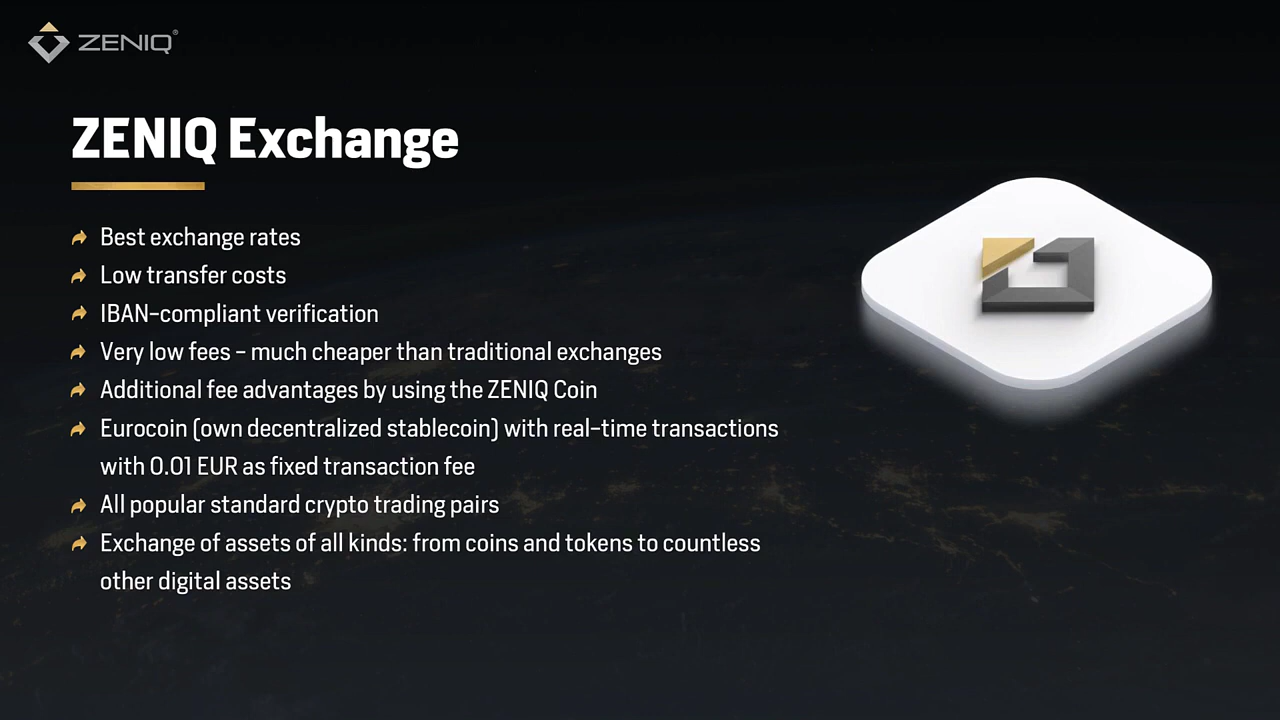 ZENIQ®
ZENIQ Exchange
Best exchange rates
Low transfer costs
IBAN-compliant verification
Very low fees - much cheaper than traditional exchanges
Additional fee advantages by using the ZENIQ Coin
Eurocoin (own decentralized stablecoin) with real-time transactions
with 0.01 EUR as fixed transaction fee
All popular standard crypto trading pairs
Exchange of assets of all kinds: from coins and tokens to countless
other digital assets